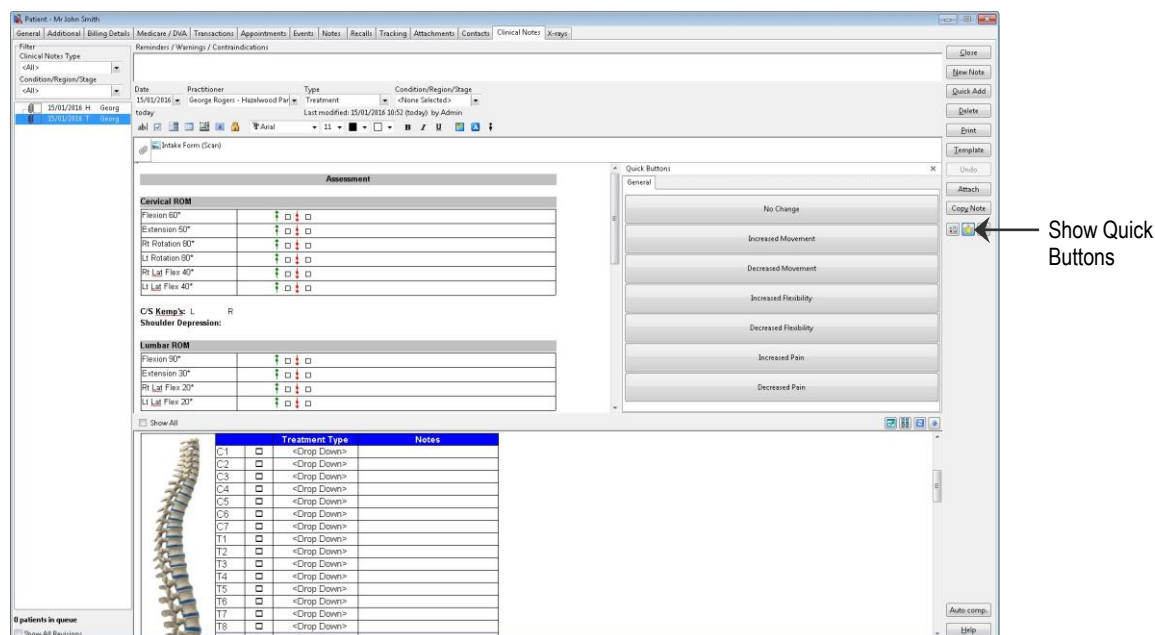 Patient - Mr John Smith
General Additional Billing Details Medicare / DVA Transactions Appointments Events Notes Recalls Tracking Attachments Contacts Clinical Notes X-rays
Filter
Clinical Notes Type
<All>
Condition/Region/Stage
<All>
15/01/2016 H Georg
15/01/2016 T Georg
Reminders / Warnings / Contraindications
Date Practitioner Type Condition/Region/Stage
15/01/2016 George Rogers - Hazelwood Par Treatment <None Selected>
today Last modified: 15/01/2016 10:52 (today) by Admin
abl Arial 11 B I U
Intake Form (Scan)
Assessment
Cervical ROM
Flexion 60°
Extension 50°
Rt Rotation 80°
Lt Rotation 80°
Rt Lat Flex 40°
Lt Lat Flex 40°
C/S Kemp's: L R
Shoulder Depression:
Lumbar ROM
Flexion 90°
Extension 30°
Rt Lat Flex 20°
Lt Lat Flex 20°
Quick Buttons
General
No Change
Increased Movement
Decreased Movement
Increased Flexibility
Decreased Flexibility
Increased Pain
Decreased Pain
Close
New Note
Quick Add
Delete
Print
Template
Undo
Attach
Copy Note
Show Quick
Buttons
Show All
Treatment Type Notes
C1 <Drop Down>
C2 <Drop Down>
C3 <Drop Down>
C4 <Drop Down>
C5 <Drop Down>
C6 <Drop Down>
C7 <Drop Down>
T1 <Drop Down>
T2 <Drop Down>
T3 <Drop Down>
T4 <Drop Down>
T5 <Drop Down>
T6 <Drop Down>
T7 <Drop Down>
T8 <Drop Down>
0 patients in queue
Show All Revisions
Auto comp.
Help